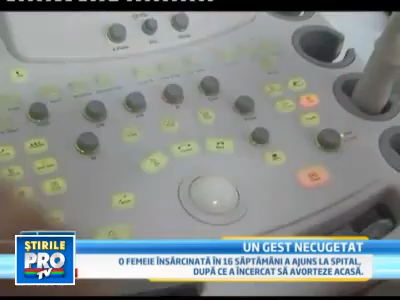 UN GEST NECUGETAT
O FEMEIE ÎNSĂRCINATĂ ÎN 16 SĂPTĂMÂNI A AJUNS LA SPITAL,
DUPĂ CE A ÎNCERCAT SĂ AVORTEZE ACASĂ.
ȘTIRILE
PRO
TV